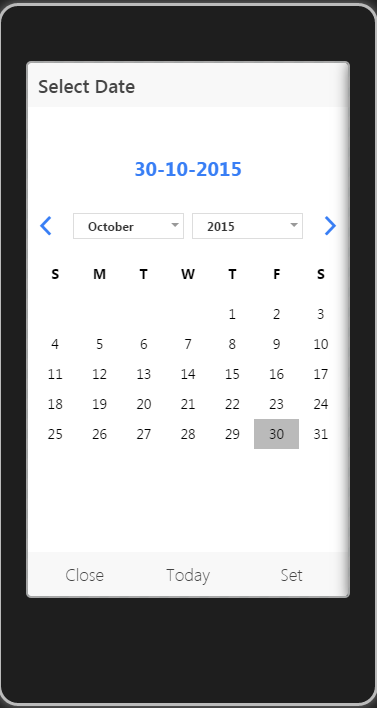 Select Date
30-10-2015
October 2015
S M T W T F S
1 2 3
4 5 6 7 8 9 10
11 12 13 14 15 16 17
18 19 20 21 22 23 24
25 26 27 28 29 30 31
Close Today Set